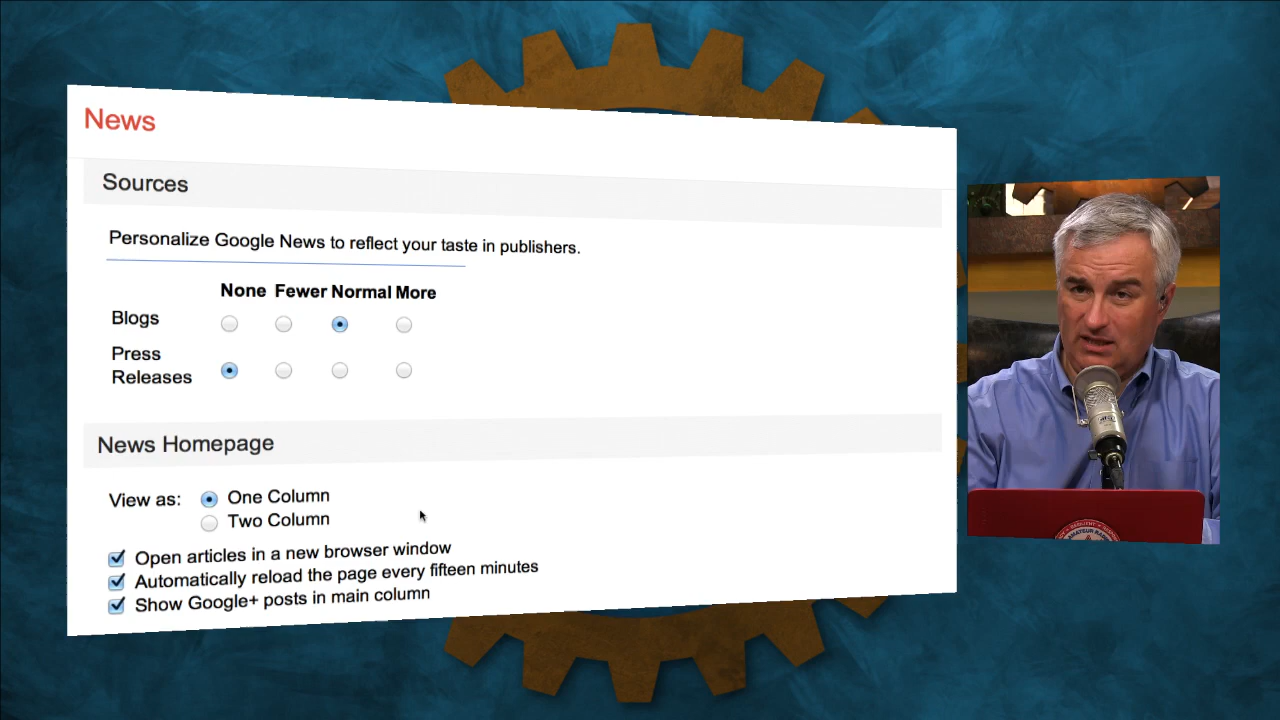 News
Sources
Personalize Google News to reflect your taste in publishers.
None Fewer Normal More
Blogs
Press
Releases
News Homepage
View as: One Column
Two Column
Open articles in a new browser window
Automatically reload the page every fifteen minutes
Show Google+ posts in main column